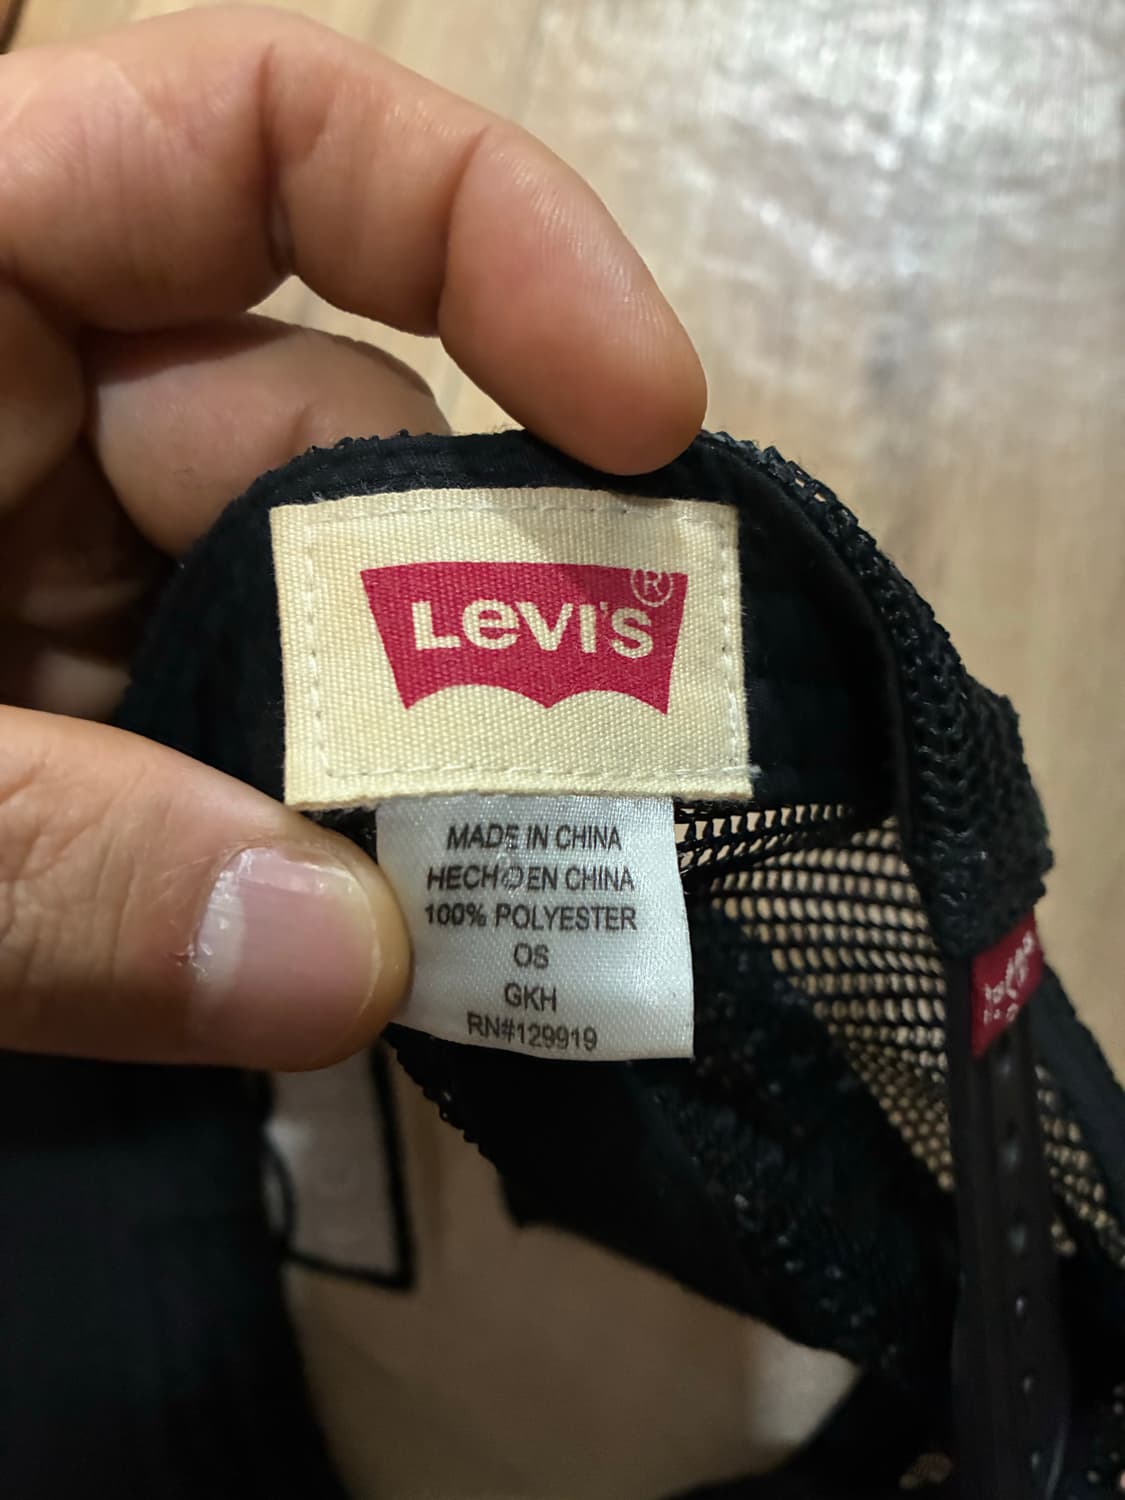 Levi's®
MADE IN CHINA
HECHO EN CHINA
100% POLYESTER
OS
GKH
RN#129919